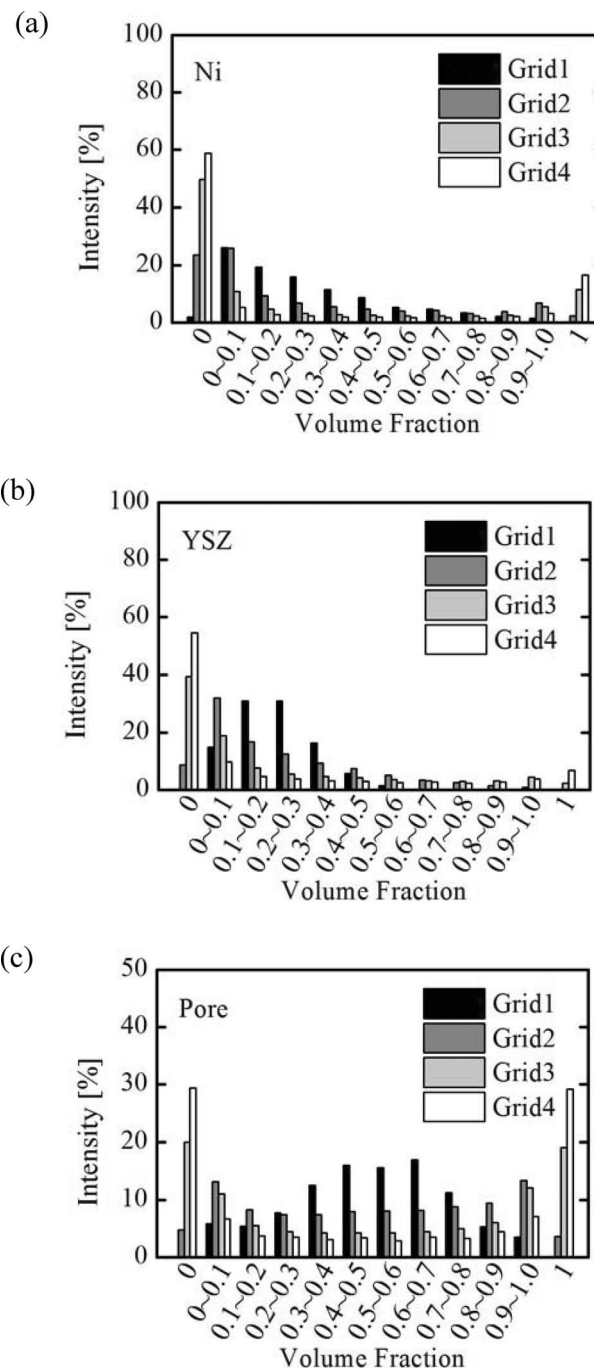 (a)
Ni
Grid1
Grid2
Grid3
Grid4
Intensity [%]
100
80
60
40
20
0
0
0~0.1
0.1~0.2
0.2~0.3
0.3~0.4
0.4~0.5
0.5~0.6
0.6~0.7
0.7~0.8
0.8~0.9
0.9~1.0
1
Volume Fraction
(b)
YSZ
Grid1
Grid2
Grid3
Grid4
Intensity [%]
100
80
60
40
20
0
0
0~0.1
0.1~0.2
0.2~0.3
0.3~0.4
0.4~0.5
0.5~0.6
0.6~0.7
0.7~0.8
0.8~0.9
0.9~1.0
1
Volume Fraction
(c)
Pore
Grid1
Grid2
Grid3
Grid4
Intensity [%]
50
40
30
20
10
0
0
0~0.1
0.1~0.2
0.2~0.3
0.3~0.4
0.4~0.5
0.5~0.6
0.6~0.7
0.7~0.8
0.8~0.9
0.9~1.0
1
Volume Fraction